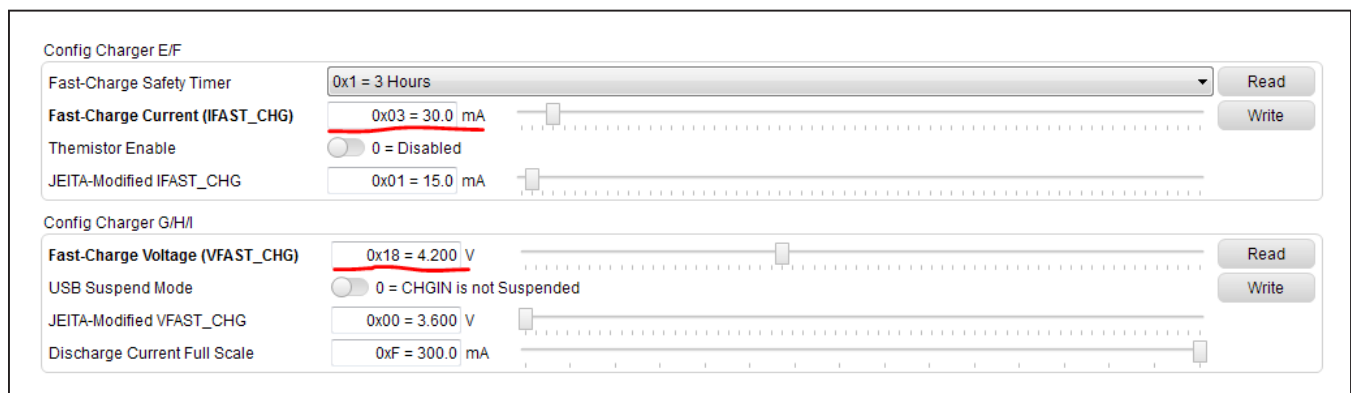 Config Charger E/F
Fast-Charge Safety Timer 0x1 = 3 Hours Read
Fast-Charge Current (IFAST_CHG) 0x03 = 30.0 mA Write
Themistor Enable 0 = Disabled
JEITA-Modified IFAST_CHG 0x01 = 15.0 mA
Config Charger G/H/I
Fast-Charge Voltage (VFAST_CHG) 0x18 = 4.200 V Read
USB Suspend Mode 0 = CHGIN is not Suspended Write
JEITA-Modified VFAST_CHG 0x00 = 3.600 V
Discharge Current Full Scale 0xF = 300.0 mA